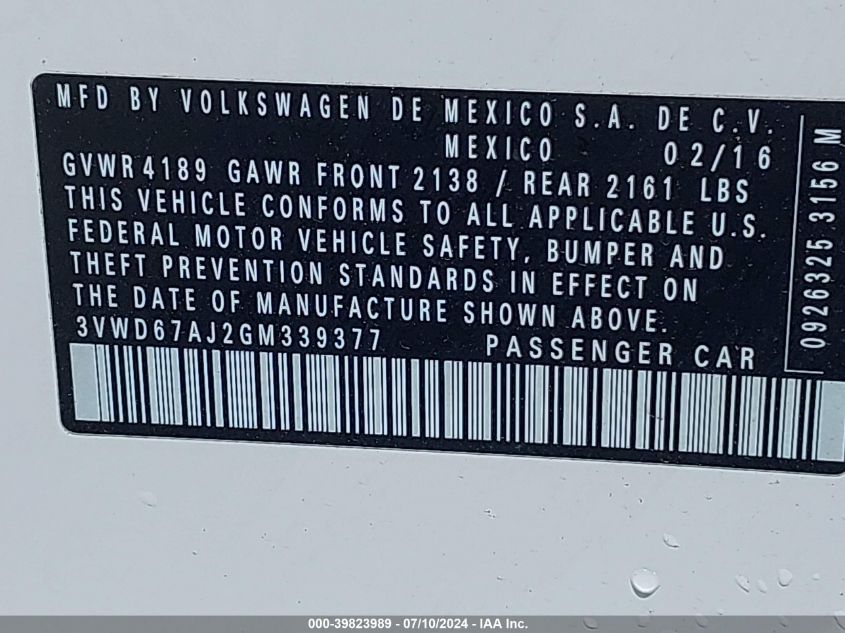 MFD BY VOLKSWAGEN DE MEXICO S.A. DE C.V.
MEXICO 02/16
GVWR 4189 GAWR FRONT 2138 / REAR 2161 LBS
THIS VEHICLE CONFORMS TO ALL APPLICABLE U.S.
FEDERAL MOTOR VEHICLE SAFETY, BUMPER AND
THEFT PREVENTION STANDARDS IN EFFECT ON
THE DATE OF MANUFACTURE SHOWN ABOVE.
3VWD67AJ2GM339377 PASSENGER CAR
0926325 3156 M
000-39823989 - 07/10/2024 - IAA Inc.